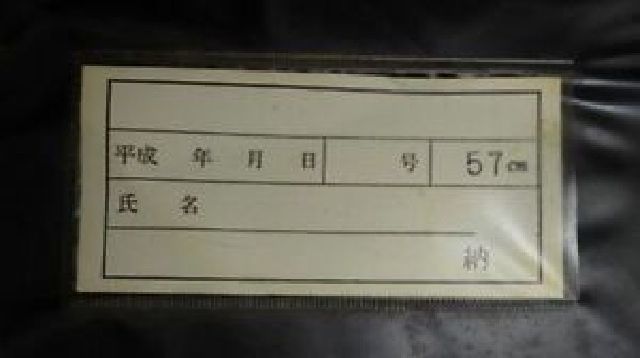 平成 年 月 日 号 57cm
氏 名
納